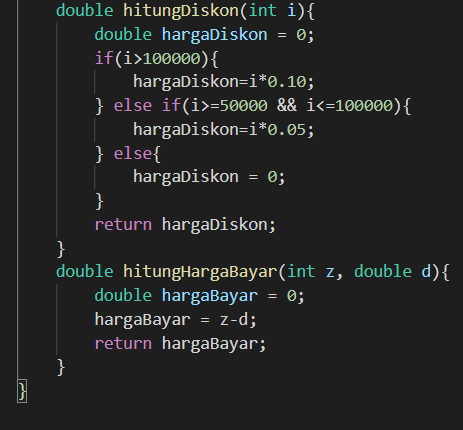 double hitungDiskon(int i){
double hargaDiskon = 0;
if(i>100000){
hargaDiskon=i*0.10;
} else if(i>=50000 && i<=100000){
hargaDiskon=i*0.05;
} else{
hargaDiskon = 0;
}
return hargaDiskon;
}
double hitungHargaBayar(int z, double d){
double hargaBayar = 0;
hargaBayar = z-d;
return hargaBayar;
}
}